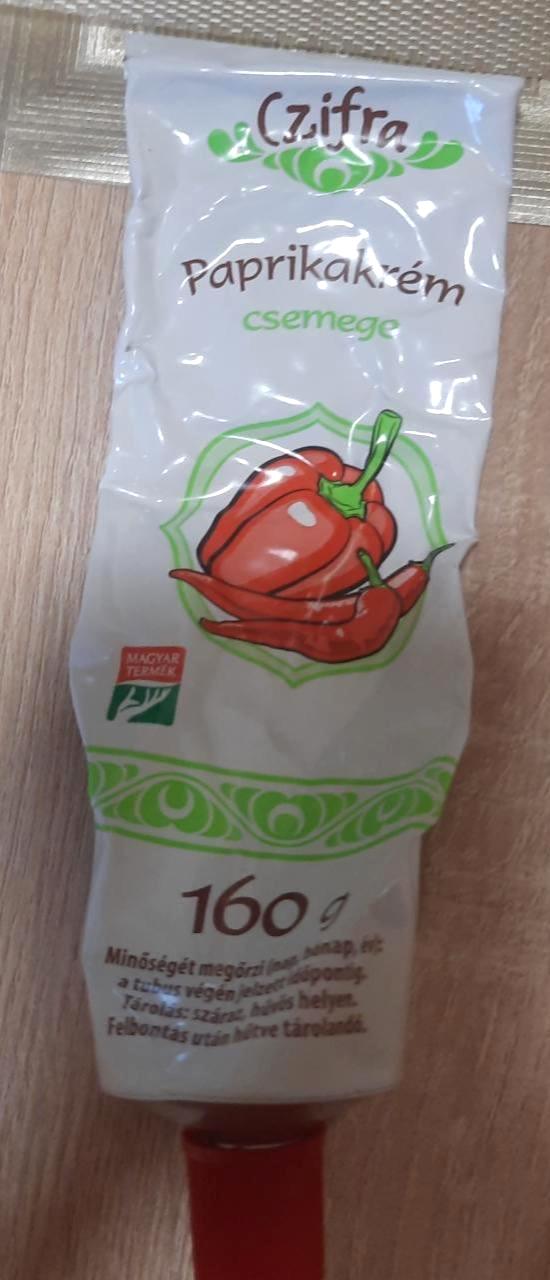 Czifra
Paprikakrém
csemege
MAGYAR
TERMÉK
160 g
Minőségét megőrzi (nap, hónap, év):
a tubus végén jelzett időpontig.
Tárolás: száraz, hűvös helyen.
Felbontás után hűtve tárolandó.